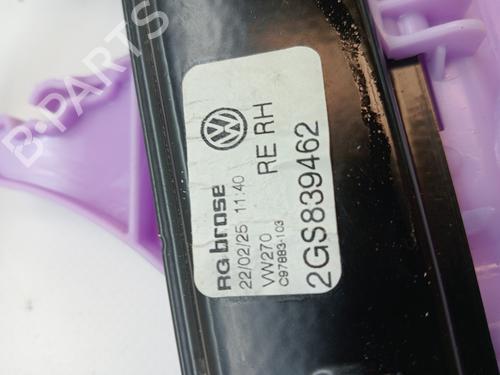 RG brose
22/02/25 11:40
VW270 RE RH
C97883-103
2GS839462
B-PARTS